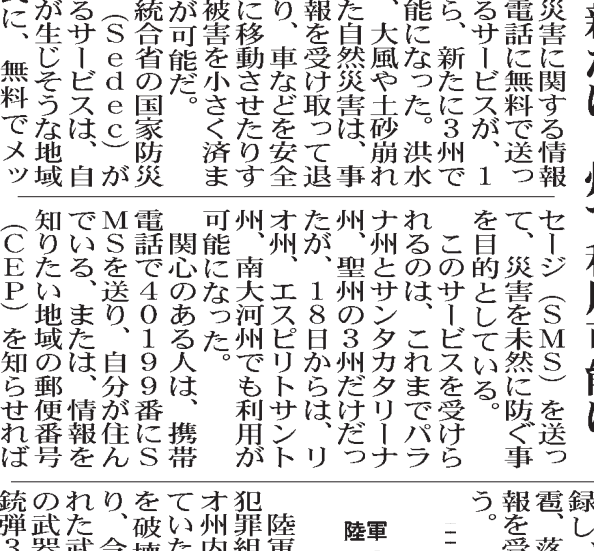 災害に関する情報
電話に無料で送っ
るサービスが、１
ら、新たに３州で
能になった。洪水
、大風や土砂崩れ
た自然災害は、事
報を受け取って退
り、車などを安全
に移動させたりす
被害を小さく済ま
が可能だ。
統合省の国家防災
（Ｓｅｄｅｃ）が
るサービスは、自
が生じそうな地域
に、無料でメッ
セージ（ＳＭＳ）を送っ
て、災害を未然に防ぐ事
を目的としている。
このサービスを受けら
れるのは、これまでパラ
ナ州とサンタカタリーナ
州、聖州の３州だけだっ
たが、１８日からは、リ
オ州、エスピリトサント
州、南大河州でも利用が
可能になった。
関心のある人は、携帯
電話で４０１９９番にＳ
ＭＳを送り、自分が住ん
でいる、または、情報を
知りたい地域の郵便番号
（ＣＥＰ）を知らせれば
録し、
雹、落
報を受
う。
陸軍
陸軍
犯罪組
オ州内
ていた
を破壊
り、今
れた武
の武器
銃弾３